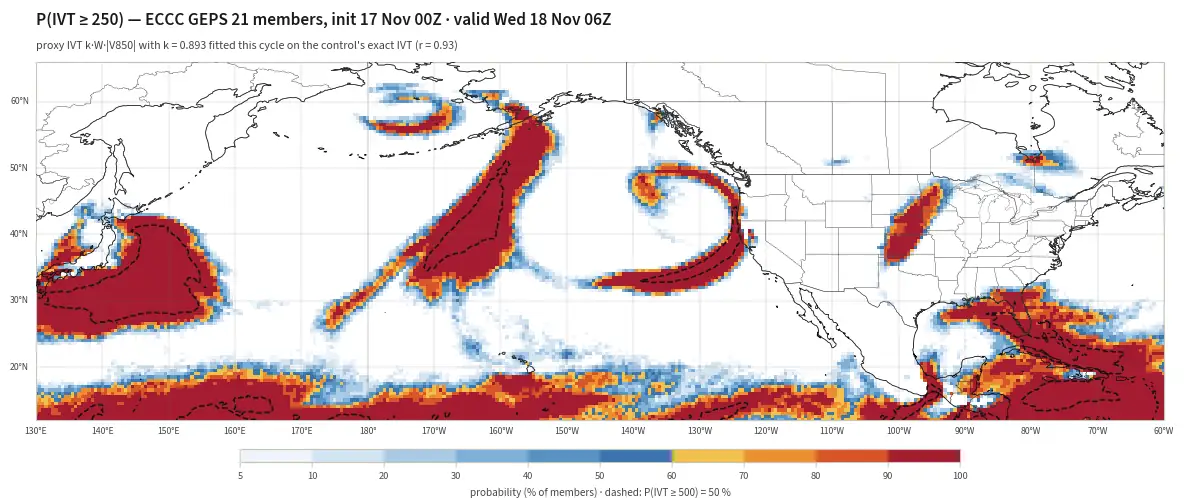 P(IVT ≥ 250) — ECCC GEPS 21 members, init 17 Nov 00Z · valid Wed 18 Nov 06Z
proxy IVT k·W·|V850| with k = 0.893 fitted this cycle on the control's exact IVT (r = 0.93)
60°N
50°N
40°N
30°N
20°N
130°E 140°E 150°E 160°E 170°E 180° 170°W 160°W 150°W 140°W 130°W 120°W 110°W 100°W 90°W 80°W 70°W 60°W
5 10 20 30 40 50 60 70 80 90 100
probability (% of members) · dashed: P(IVT ≥ 500) = 50 %